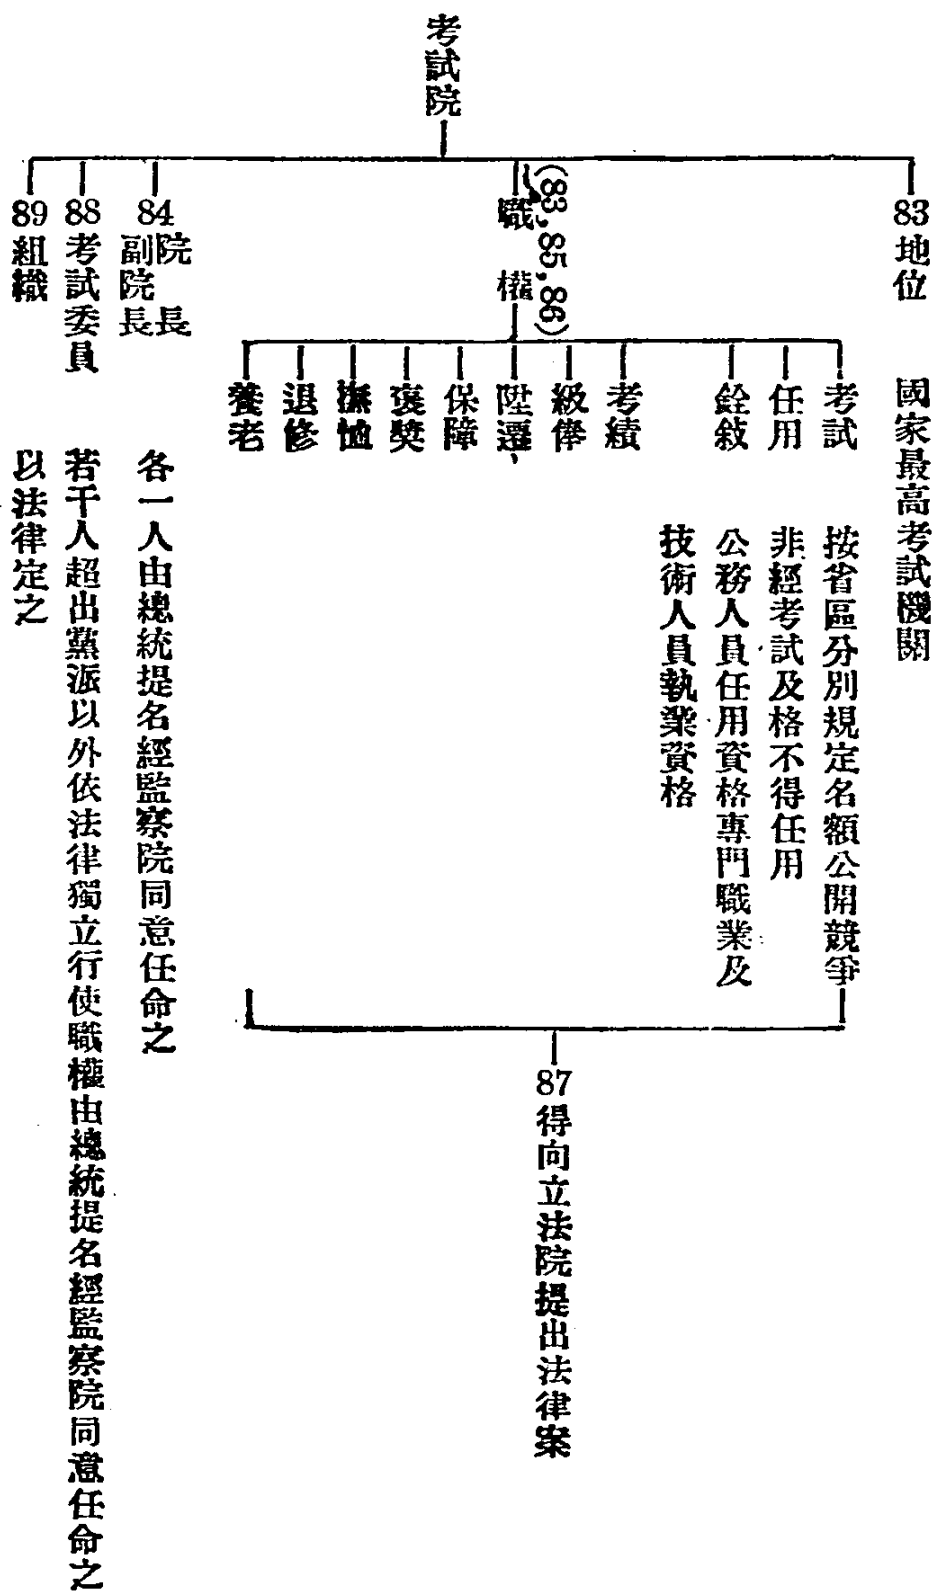 考試院
83 地位 國家最高考試機關
職權
(83,85,86)
考試 按省區分別規定名額公開競爭
任用 非經考試及格不得任用
銓敍 公務人員任用資格專門職業及
技術人員執業資格
考績
級俸
陞遷、
保障
褒獎
撫恤
退修
養老
87 得向立法院提出法律案
84 院長
副院長
各一人由總統提名經監察院同意任命之
88 考試委員 若干人超出黨派以外依法律獨立行使職權由總統提名經監察院同意任命之
89 組織 以法律定之